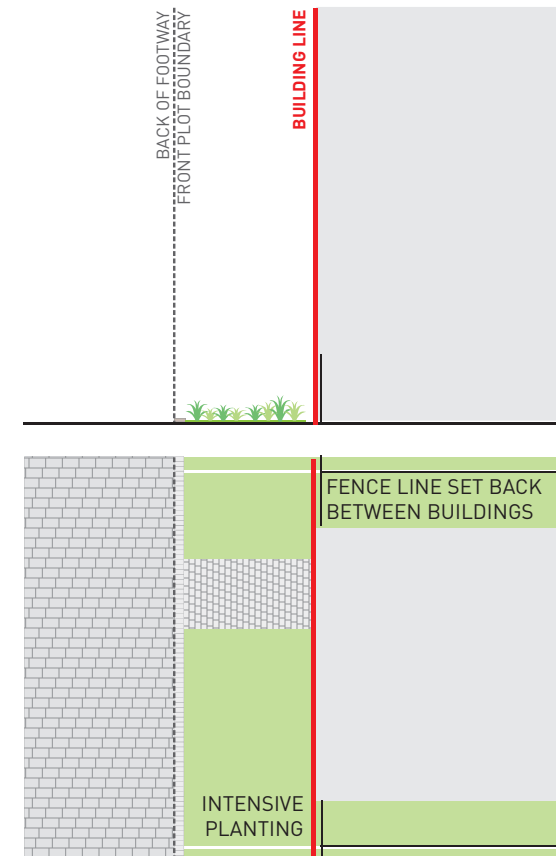 BACK OF FOOTWAY
FRONT PLOT BOUNDARY
BUILDING LINE
FENCE LINE SET BACK
BETWEEN BUILDINGS
INTENSIVE
PLANTING